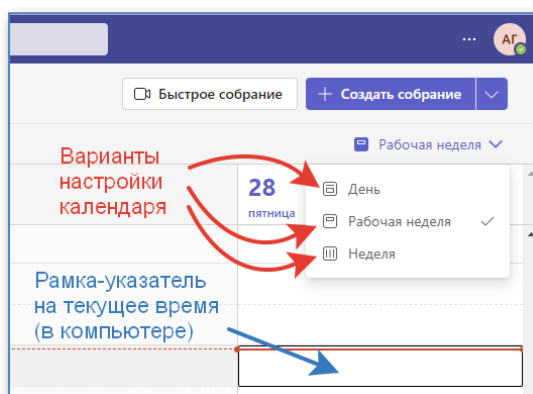 ··· АГ
Быстрое собрание + Создать собрание
Рабочая неделя
Варианты
настройки
календаря
28
пятница
День
Рабочая неделя
Неделя
Рамка-указатель
на текущее время
(в компьютере)